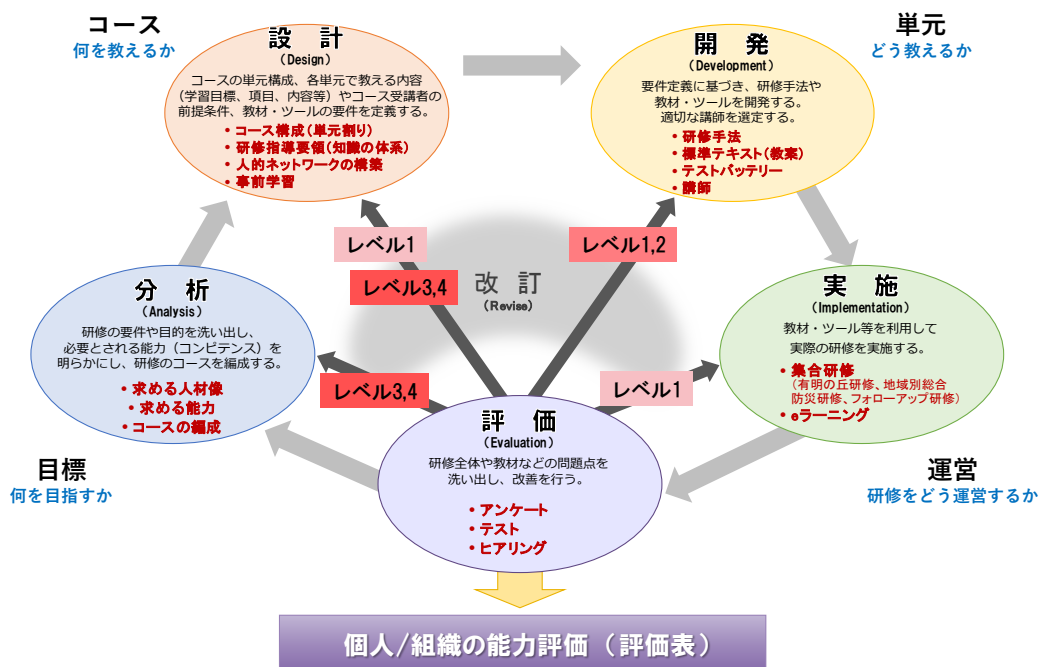 コース
何を教えるか
設 計
(Design)
コースの単元構成、各単元で教える内容
(学習目標、項目、内容等)やコース受講者の
前提条件、教材・ツールの要件を定義する。
・コース構成(単元割り)
・研修指導要領(知識の体系)
・人的ネットワークの構築
・事前学習
単元
どう教えるか
開 発
(Development)
要件定義に基づき、研修手法や
教材・ツールを開発する。
適切な講師を選定する。
・研修手法
・標準テキスト(教案)
・テストバッテリー
・講師
レベル1
レベル1,2
レベル3,4
改 訂
(Revise)
分 析
(Analysis)
研修の要件や目的を洗い出し、
必要とされる能力(コンピテンス)を
明らかにし、研修のコースを編成する。
・求める人材像
・求める能力
・コースの編成
目標
何を目指すか
実 施
(Implementation)
教材・ツール等を利用して
実際の研修を実施する。
・集合研修
(有明の丘研修、地域別総合
防災研修、フォローアップ研修)
・eラーニング
運営
研修をどう運営するか
レベル3,4
レベル1
評 価
(Evaluation)
研修全体や教材などの問題点を
洗い出し、改善を行う。
・アンケート
・テスト
・ヒアリング
個人/組織の能力評価(評価表)